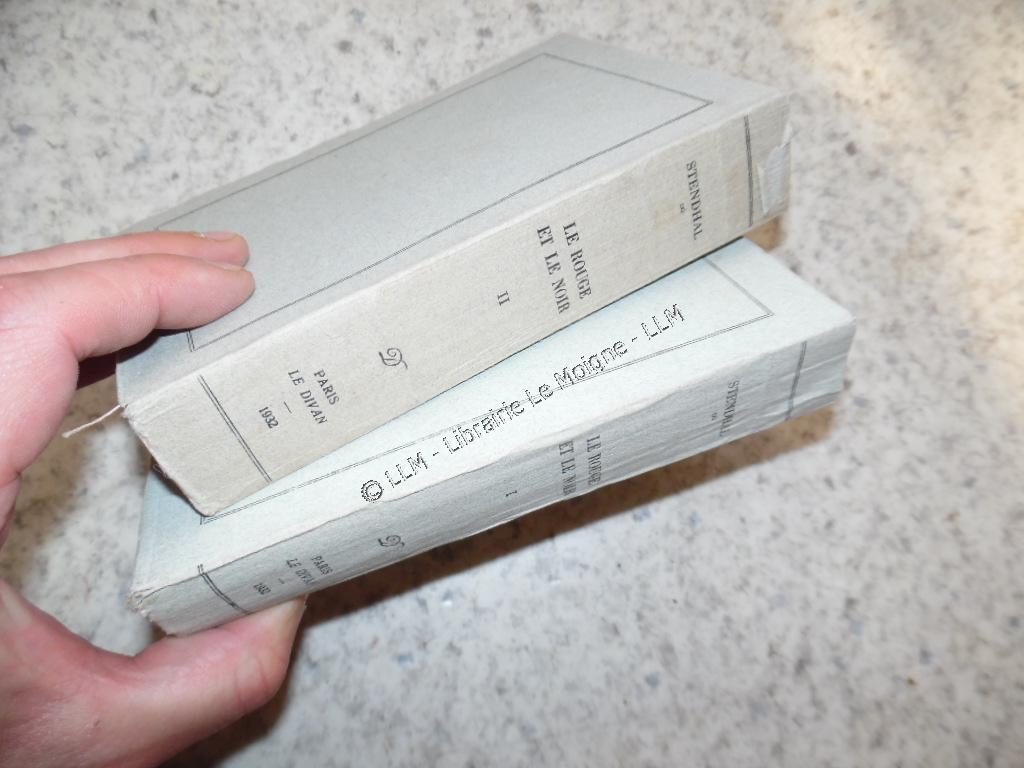 STENDHAL
LE ROUGE
ET LE NOIR
II
D
PARIS
LE DIVAN
1932
© LLM - Librairie Le Moigne - LLM
STENDHAL
LE ROUGE
ET LE NOIR
I
D
PARIS
LE DIVAN
1932